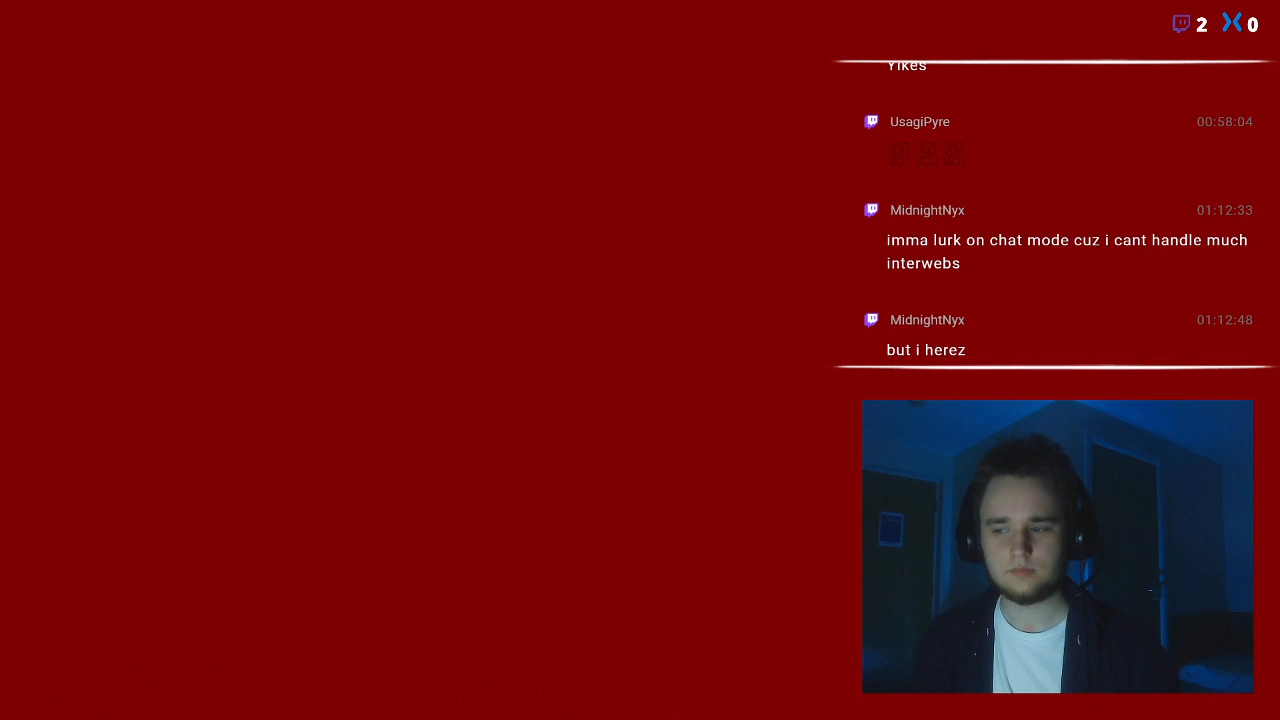 2 0
Yikes
UsagiPyre 00:58:04
MidnightNyx 01:12:33
imma lurk on chat mode cuz i cant handle much
interwebs
MidnightNyx 01:12:48
but i herez